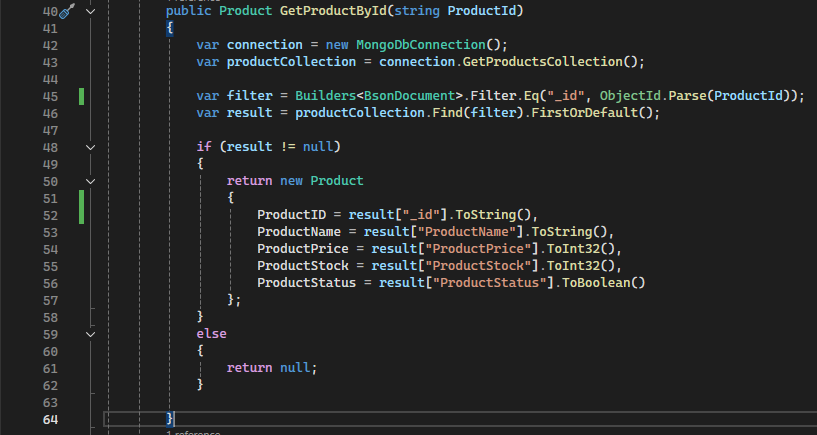 40 public Product GetProductById(string ProductId)
41 {
42 var connection = new MongoDbConnection();
43 var productCollection = connection.GetProductsCollection();
44
45 var filter = Builders<BsonDocument>.Filter.Eq("_id", ObjectId.Parse(ProductId));
46 var result = productCollection.Find(filter).FirstOrDefault();
47
48 if (result != null)
49 {
50 return new Product
51 {
52 ProductID = result["_id"].ToString(),
53 ProductName = result["ProductName"].ToString(),
54 ProductPrice = result["ProductPrice"].ToInt32(),
55 ProductStock = result["ProductStock"].ToInt32(),
56 ProductStatus = result["ProductStatus"].ToBoolean()
57 };
58 }
59 else
60 {
61 return null;
62 }
63
64 }
1 reference